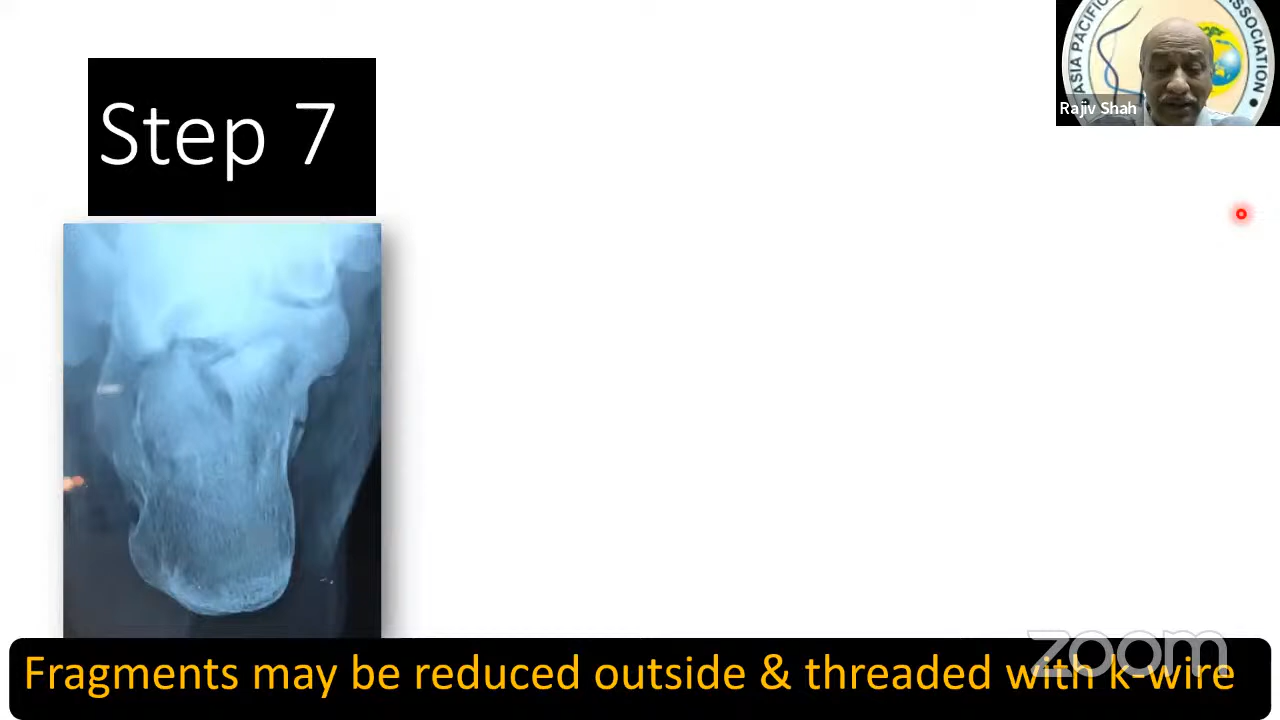 Step 7
ASIA PACIFIC
ASSOCIATION
Rajiv Shah
Fragments may be reduced outside & threaded with k-wire
zoom